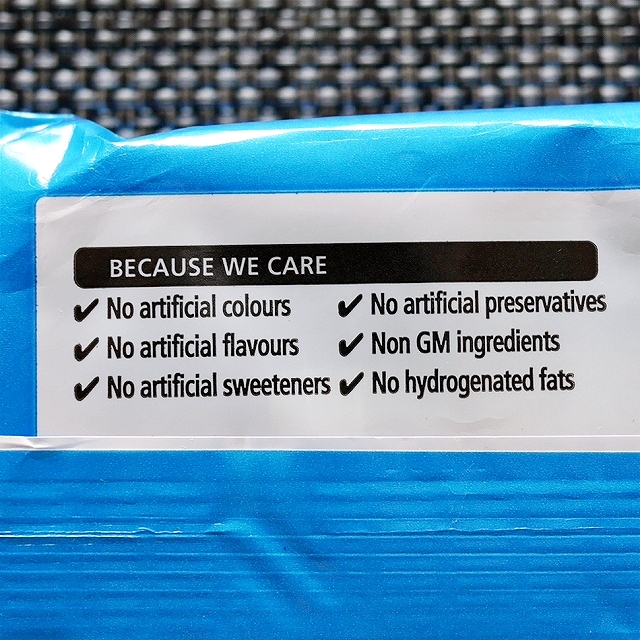 BECAUSE WE CARE
✔ No artificial colours
✔ No artificial flavours
✔ No artificial sweeteners
✔ No artificial preservatives
✔ Non GM ingredients
✔ No hydrogenated fats